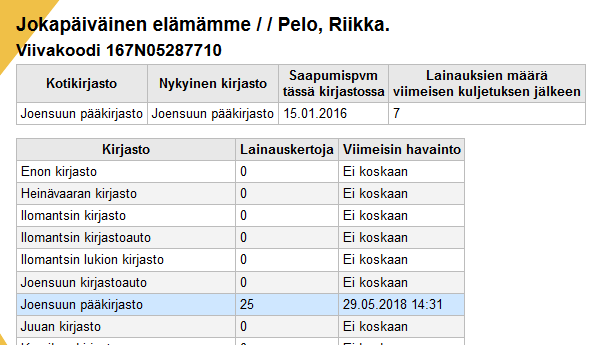 Jokapäiväinen elämämme / / Pelo, Riikka.
Viivakoodi 167N05287710
Kotikirjasto Nykyinen kirjasto Saapumispvm tässä kirjastossa Lainauksien määrä viimeisen kuljetuksen jälkeen
Joensuun pääkirjasto Joensuun pääkirjasto 15.01.2016 7
Kirjasto Lainauskertoja Viimeisin havainto
Enon kirjasto 0 Ei koskaan
Heinävaaran kirjasto 0 Ei koskaan
Ilomantsin kirjasto 0 Ei koskaan
Ilomantsin kirjastoauto 0 Ei koskaan
Ilomantsin lukion kirjasto 0 Ei koskaan
Joensuun kirjastoauto 0 Ei koskaan
Joensuun pääkirjasto 25 29.05.2018 14:31
Juuan kirjasto 0 Ei koskaan